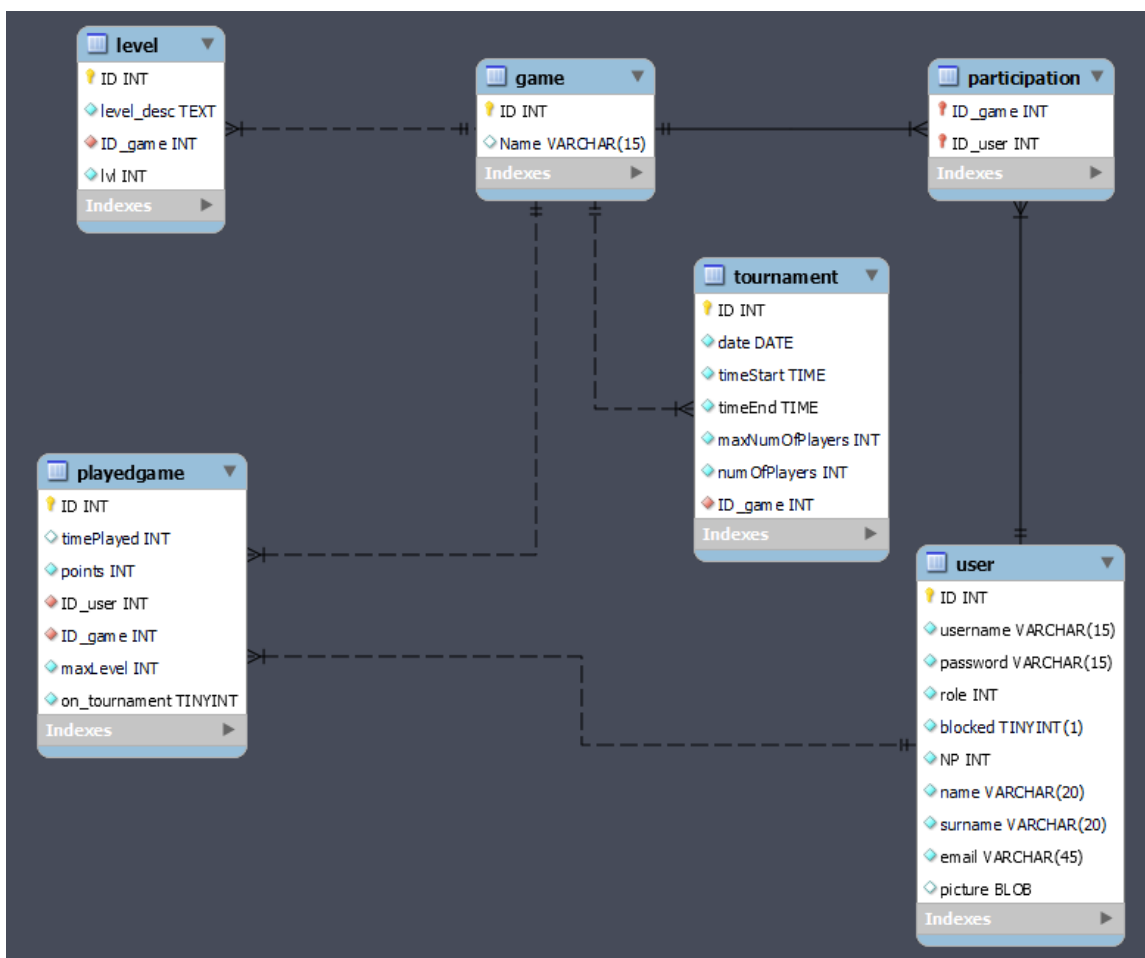 level
ID INT
level_desc TEXT
ID_game INT
lvl INT
Indexes
game
ID INT
Name VARCHAR(15)
Indexes
participation
ID_game INT
ID_user INT
Indexes
tournament
ID INT
date DATE
timeStart TIME
timeEnd TIME
maxNumOfPlayers INT
numOfPlayers INT
ID_game INT
Indexes
playedgame
ID INT
timePlayed INT
points INT
ID_user INT
ID_game INT
maxLevel INT
on_tournament TINYINT
Indexes
user
ID INT
username VARCHAR(15)
password VARCHAR(15)
role INT
blocked TINYINT(1)
NP INT
name VARCHAR(20)
surname VARCHAR(20)
email VARCHAR(45)
picture BLOB
Indexes